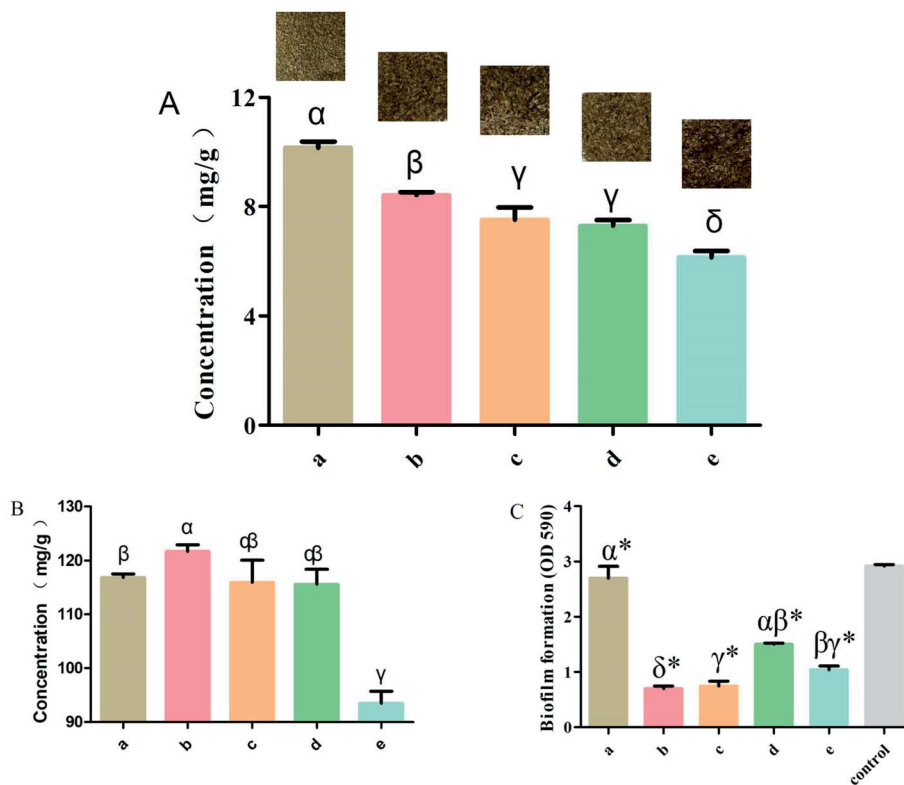 A
Concentration （mg/g）
12
8
4
0
α
β
γ
γ
δ
a
b
c
d
e
B
Concentration （ mg/g ）
130
120
110
100
90
β
α
αβ
αβ
γ
a
b
c
d
e
C
Biofilm formation (OD 590)
4
3
2
1
0
α*
δ*
γ*
αβ*
βγ*
a
b
c
d
e
control